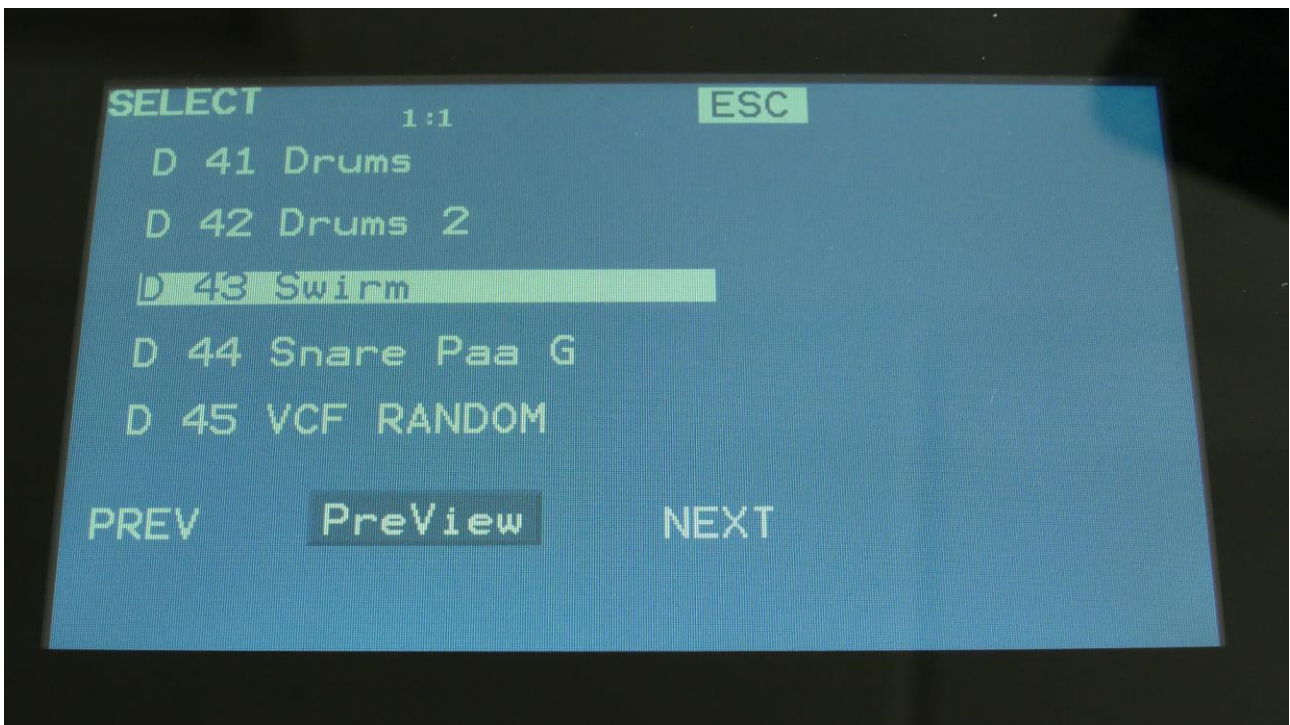 SELECT 1:1 ESC
D 41 Drums
D 42 Drums 2
D 43 Swirm
D 44 Snare Paa G
D 45 VCF RANDOM
PREV PreView NEXT